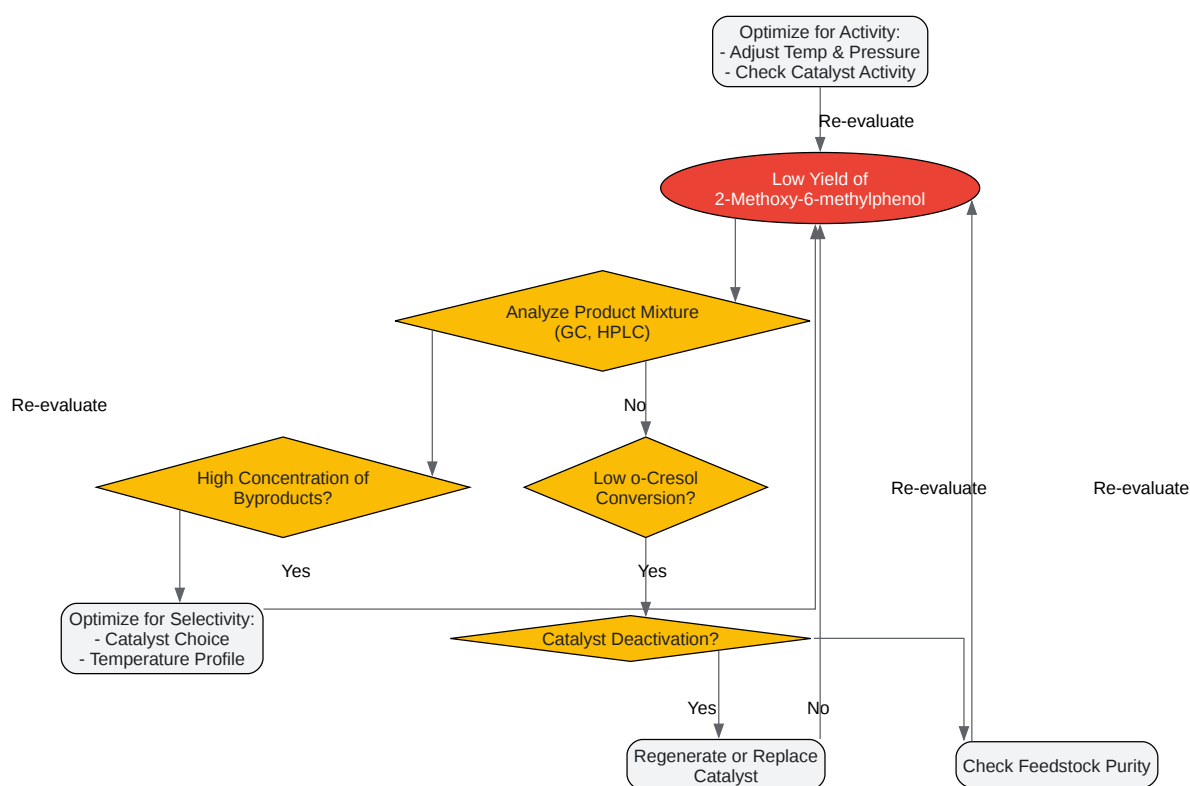 Optimize for Activity:
- Adjust Temp & Pressure
- Check Catalyst Activity
Re-evaluate
Low Yield of
2-Methoxy-6-methylphenol
Analyze Product Mixture
(GC, HPLC)
Re-evaluate
No
High Concentration of
Byproducts?
Low o-Cresol
Conversion?
Re-evaluate
Re-evaluate
Yes
Yes
Optimize for Selectivity:
- Catalyst Choice
- Temperature Profile
Catalyst Deactivation?
Yes
No
Regenerate or Replace
Catalyst
Check Feedstock Purity